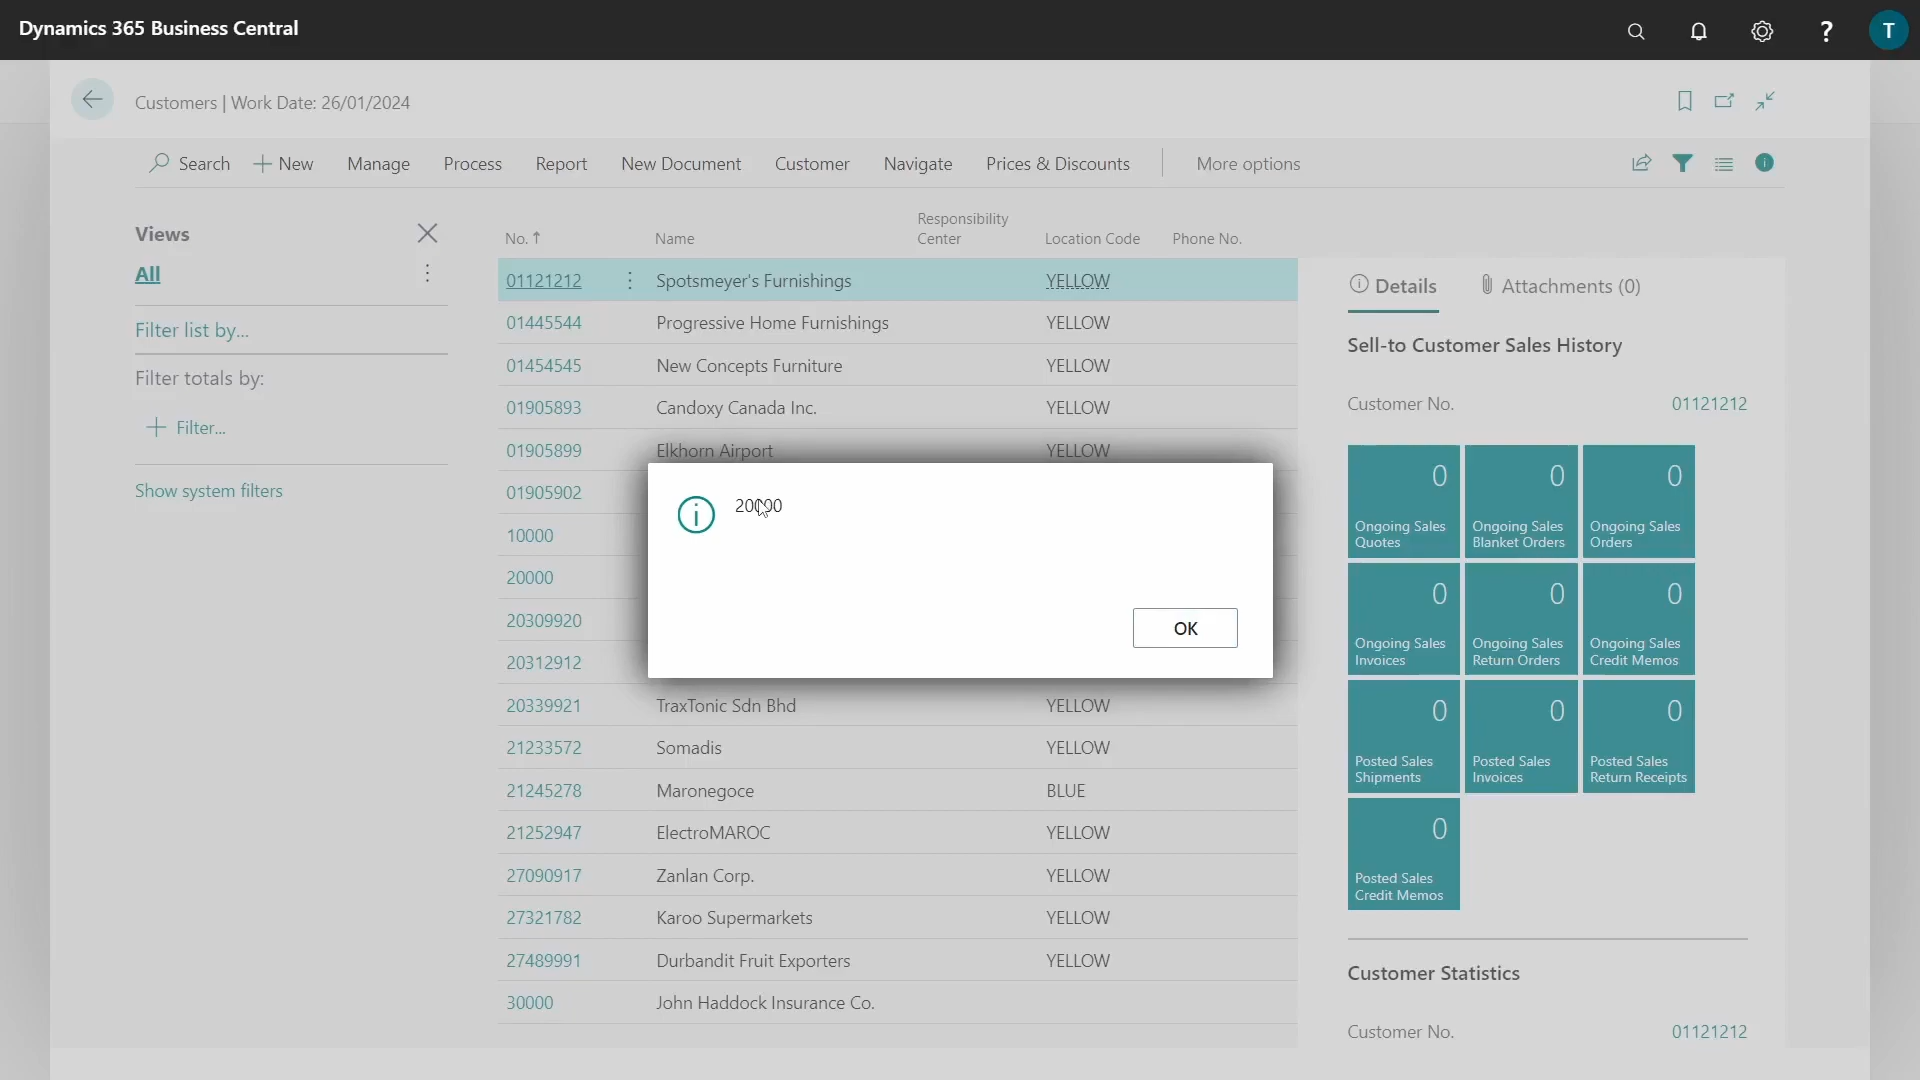 Dynamics 365 Business Central
T
Customers | Work Date: 26/01/2024
Search
New
Manage
Process
Report
New Document
Customer
Navigate
Prices & Discounts
More options
Views
All
Filter list by...
Filter totals by:
Filter...
Show system filters
No. ↑
Name
Responsibility
Center
Location Code
Phone No.
01121212 Spotsmeyer's Furnishings YELLOW
01445544 Progressive Home Furnishings YELLOW
01454545 New Concepts Furniture YELLOW
01905893 Candoxy Canada Inc. YELLOW
01905899 Elkhorn Airport YELLOW
01905902
10000
20000
20309920
20312912
20339921 TraxTonic Sdn Bhd YELLOW
21233572 Somadis YELLOW
21245278 Maronegoce BLUE
21252947 ElectroMAROC YELLOW
27090917 Zanlan Corp. YELLOW
27321782 Karoo Supermarkets YELLOW
27489991 Durbandit Fruit Exporters YELLOW
30000 John Haddock Insurance Co.
20000
OK
Details
Attachments (0)
Sell-to Customer Sales History
Customer No. 01121212
0
Ongoing Sales
Quotes
0
Ongoing Sales
Blanket Orders
0
Ongoing Sales
Orders
0
Ongoing Sales
Invoices
0
Ongoing Sales
Return Orders
0
Ongoing Sales
Credit Memos
0
Posted Sales
Shipments
0
Posted Sales
Invoices
0
Posted Sales
Return Receipts
0
Posted Sales
Credit Memos
Customer Statistics
Customer No. 01121212